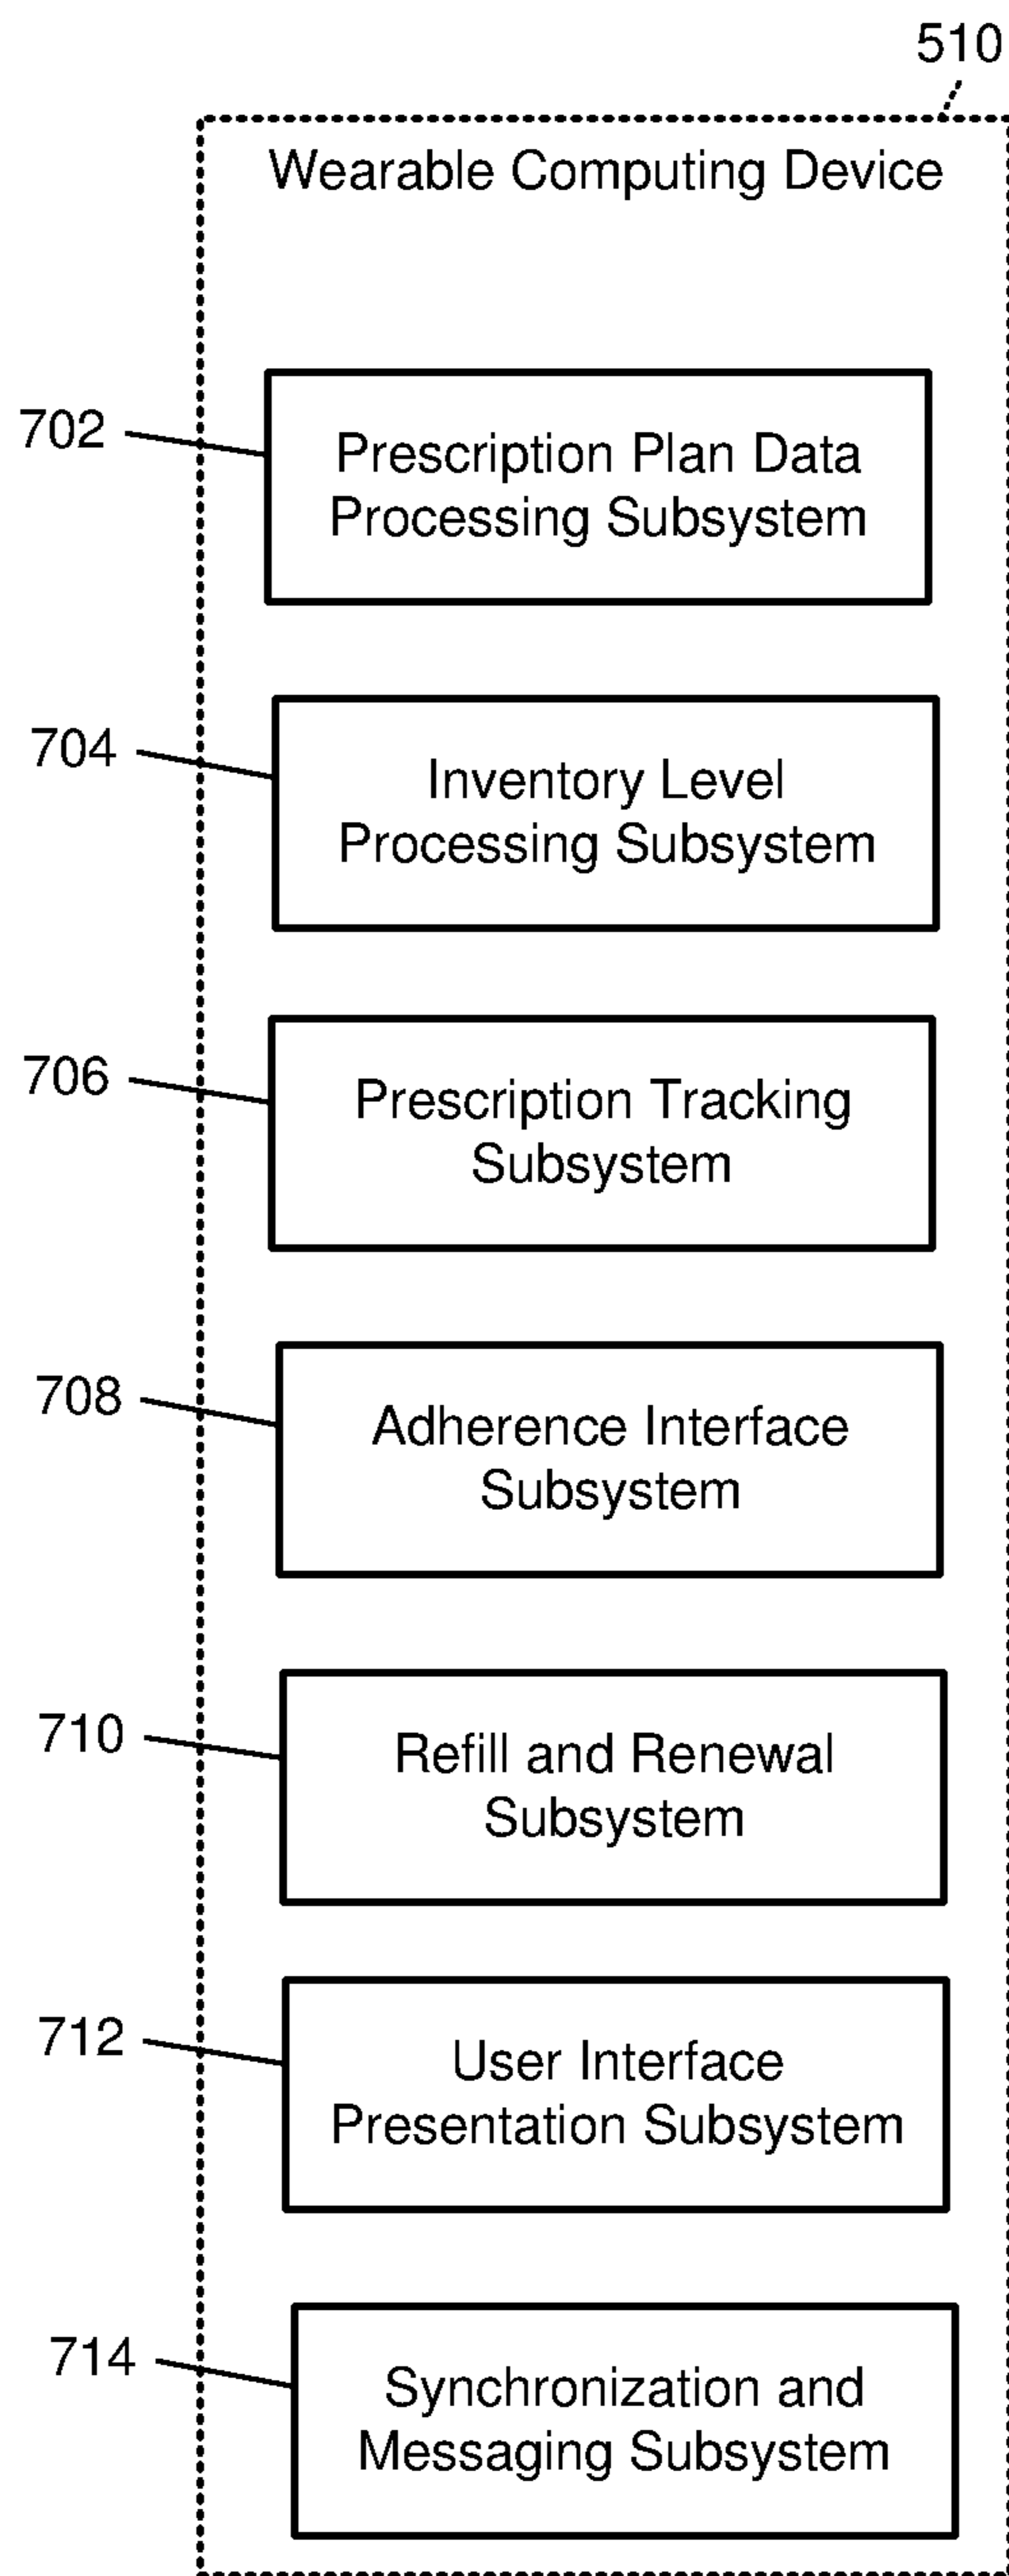 510
Wearable Computing Device
702
Prescription Plan Data
Processing Subsystem
704
Inventory Level
Processing Subsystem
706
Prescription Tracking
Subsystem
708
Adherence Interface
Subsystem
710
Refill and Renewal
Subsystem
712
User Interface
Presentation Subsystem
714
Synchronization and
Messaging Subsystem